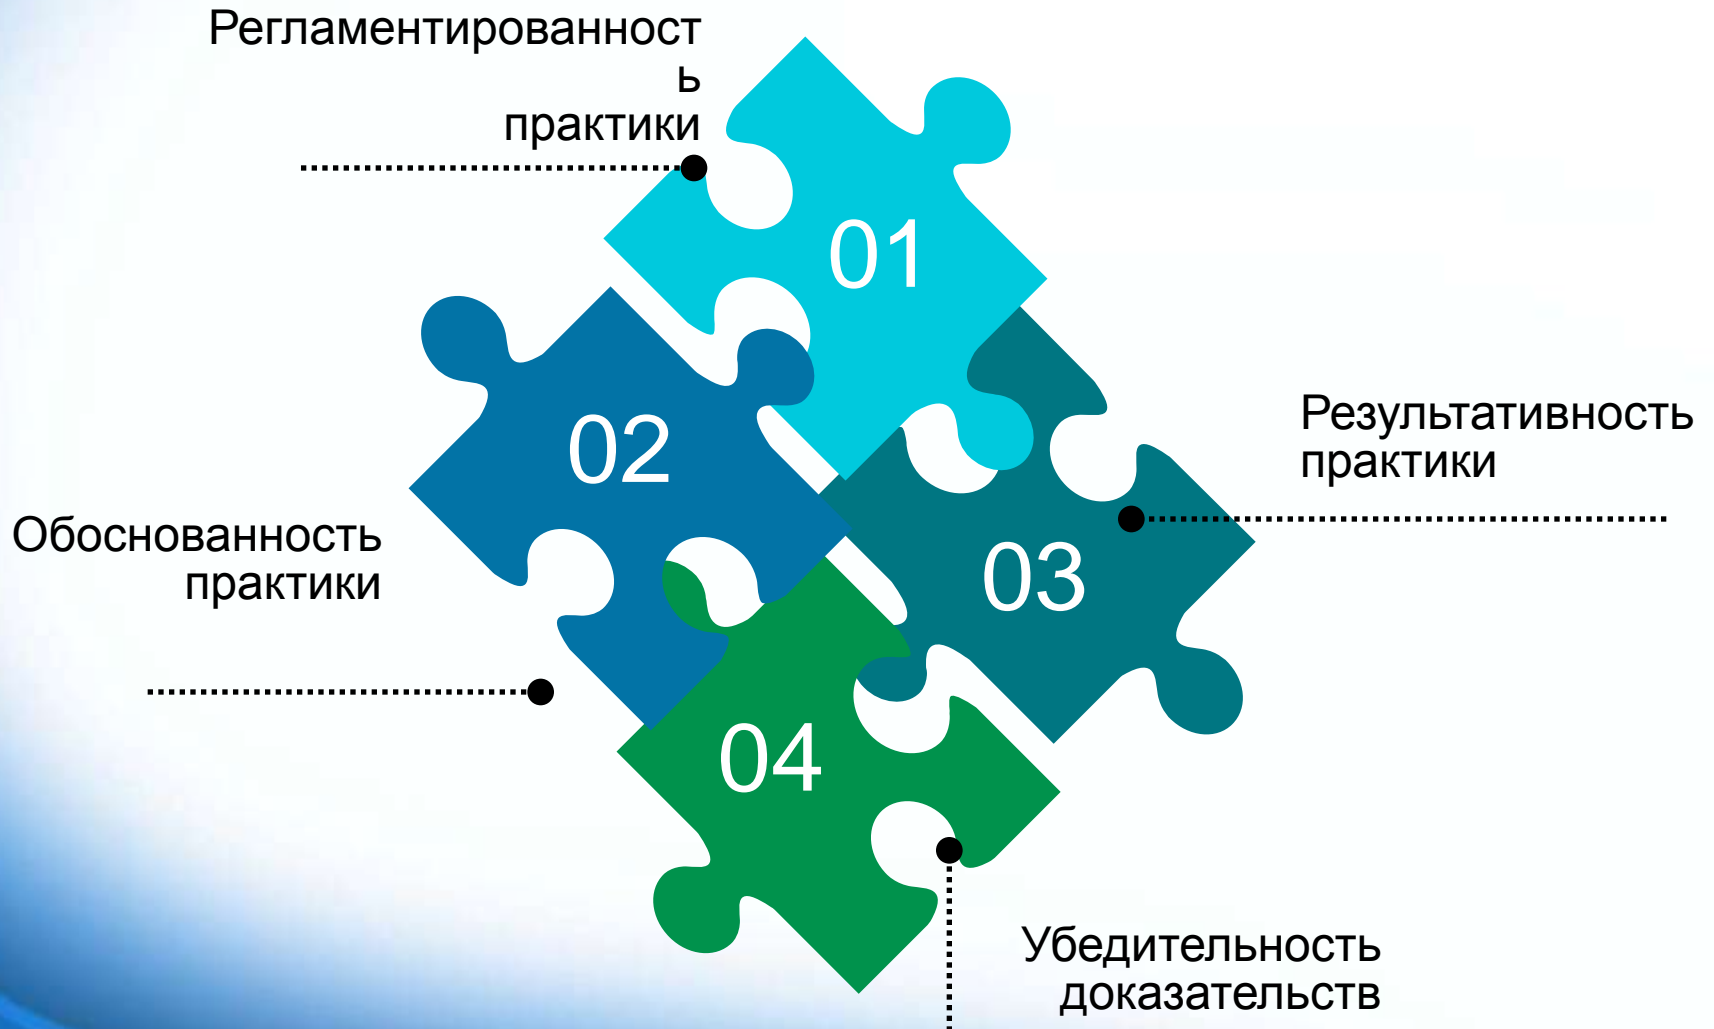 Регламентированност
ь
практики
01
02
Обоснованность
практики
03
Результативность
практики
04
Убедительность
доказательств